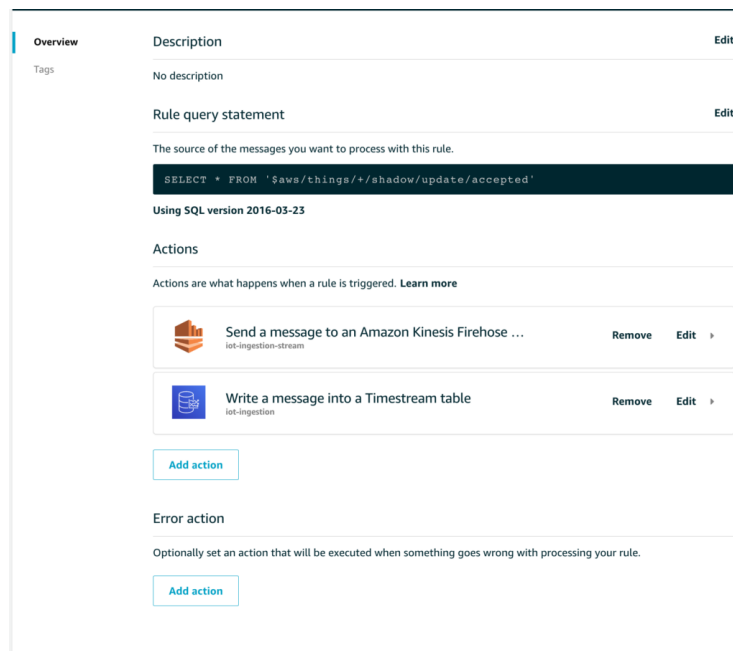 Overview
Tags
Description
Edit
No description
Rule query statement
Edit
The source of the messages you want to process with this rule.
SELECT * FROM '$aws/things/+/shadow/update/accepted'
Using SQL version 2016-03-23
Actions
Actions are what happens when a rule is triggered. Learn more
Send a message to an Amazon Kinesis Firehose ...
iot-ingestion-stream
Remove
Edit
Write a message into a Timestream table
iot-ingestion
Remove
Edit
Add action
Error action
Optionally set an action that will be executed when something goes wrong with processing your rule.
Add action